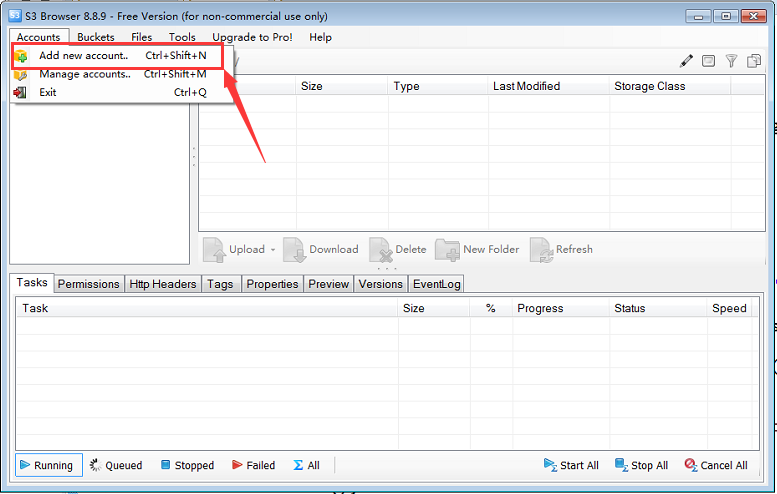 S3 Browser 8.8.9 - Free Version (for non-commercial use only)
Accounts Buckets Files Tools Upgrade to Pro! Help
Add new account.. Ctrl+Shift+N
Manage accounts.. Ctrl+Shift+M
Exit Ctrl+Q
Size Type Last Modified Storage Class
Upload Download Delete New Folder Refresh
Tasks Permissions Http Headers Tags Properties Preview Versions EventLog
Task Size % Progress Status Speed
Running Queued Stopped Failed All Start All Stop All Cancel All